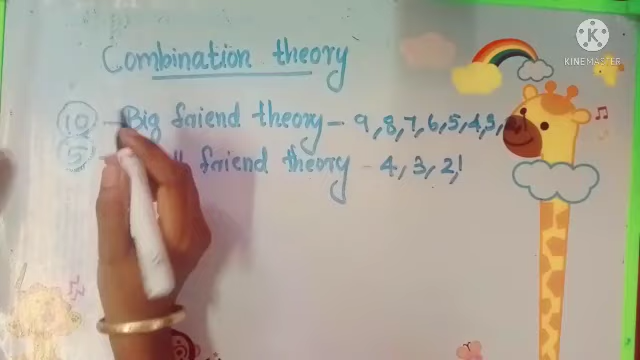 KINEMASTER
Combination theory
10 - Big friend theory - 9, 8, 7, 6, 5, 4, 3,
5 friend theory - 4, 3, 2, 1